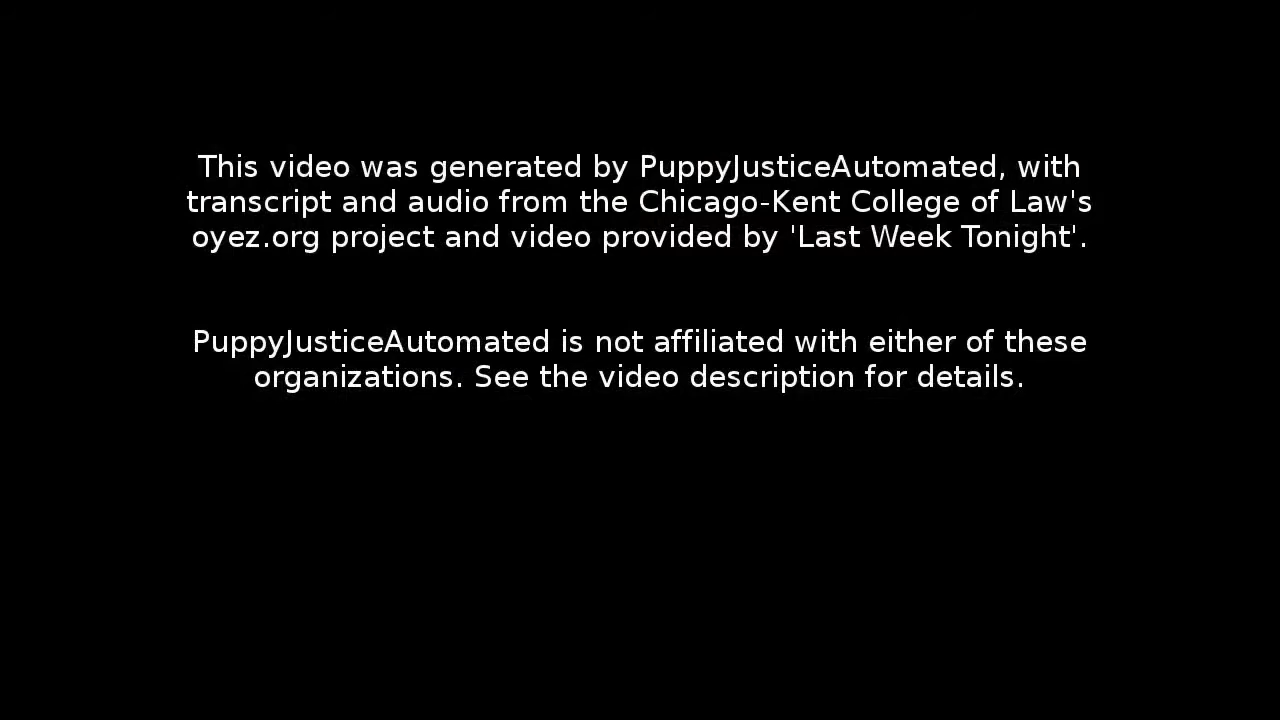 This video was generated by PuppyJusticeAutomated, with
transcript and audio from the Chicago-Kent College of Law's
oyez.org project and video provided by 'Last Week Tonight'.
PuppyJusticeAutomated is not affiliated with either of these
organizations. See the video description for details.